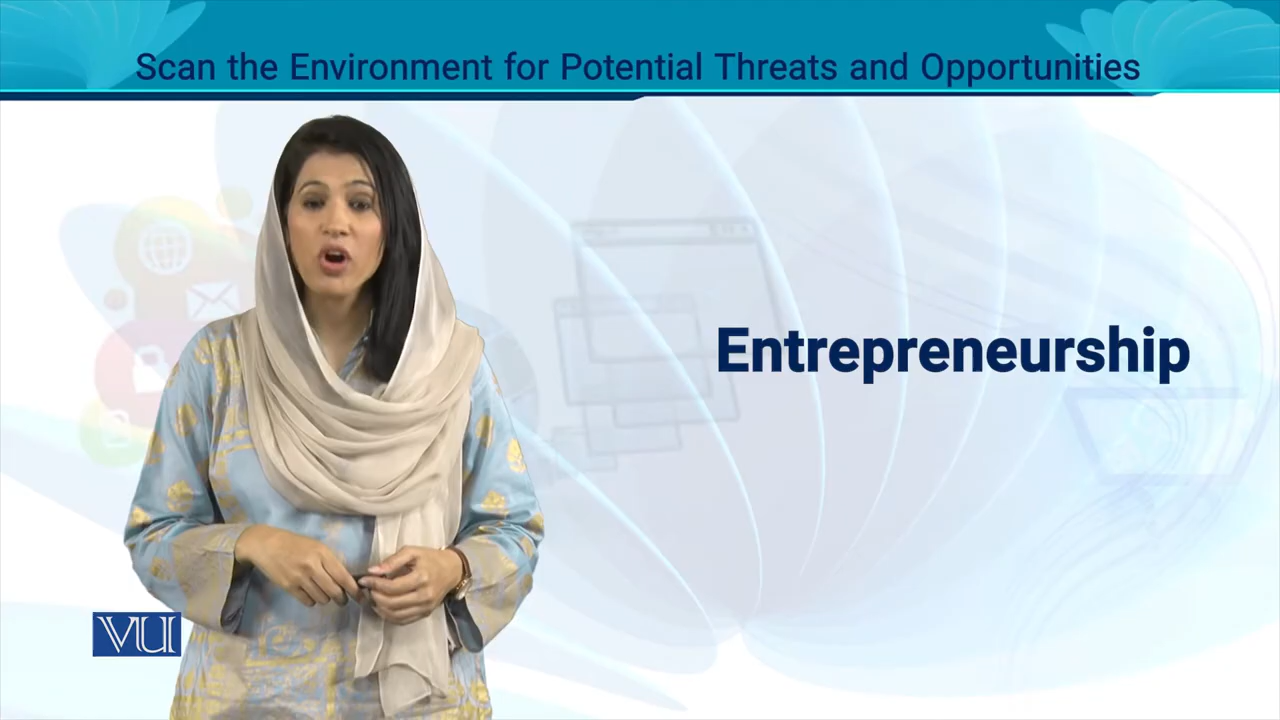 Scan the Environment for Potential Threats and Opportunities
Entrepreneurship
VU